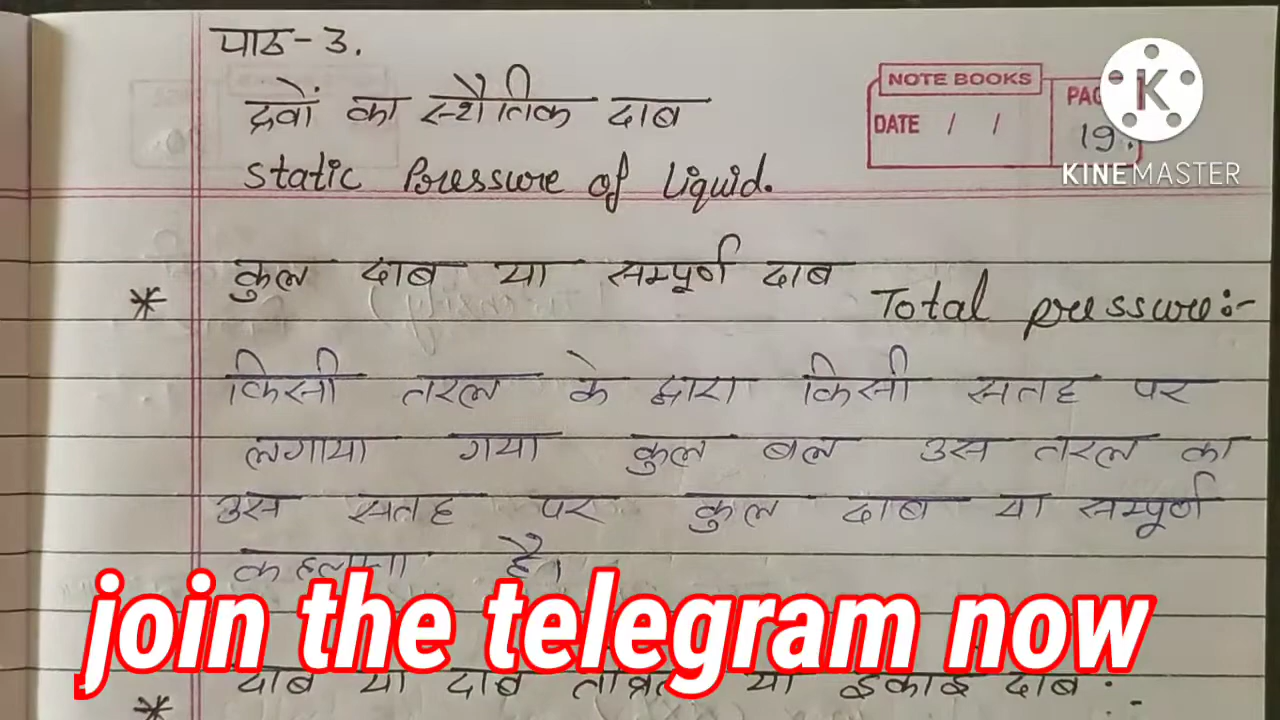 पाठ-3.
द्रवों का स्थैतिक दाब
Static Pressure of Liquid.
NOTE BOOKS
DATE / /
PAG
19.
K
KINEMASTER
* कुल दाब या सम्पूर्ण दाब Total pressure:-
किसी तरल के द्वारा किसी सतह पर
लगाया गया कुल बल उस तरल का
उस सतह पर कुल दाब या सम्पूर्ण
कहलाता है।
join the telegram now
* दाब या दाब तीव्रता या इकाई दाब :-